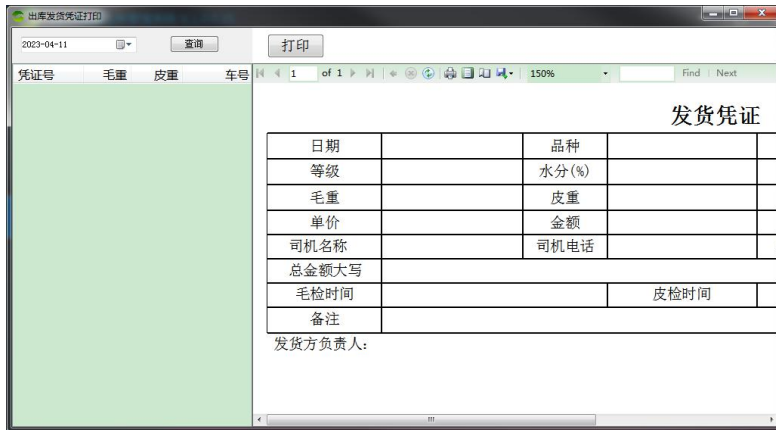 出库发货凭证打印
2023-04-11 查询 打印
凭证号 毛重 皮重 车号
1 of 1 150% Find Next
发货凭证
日期 品种
等级 水分(%)
毛重 皮重
单价 金额
司机名称 司机电话
总金额大写
毛检时间 皮检时间
备注
发货方负责人: